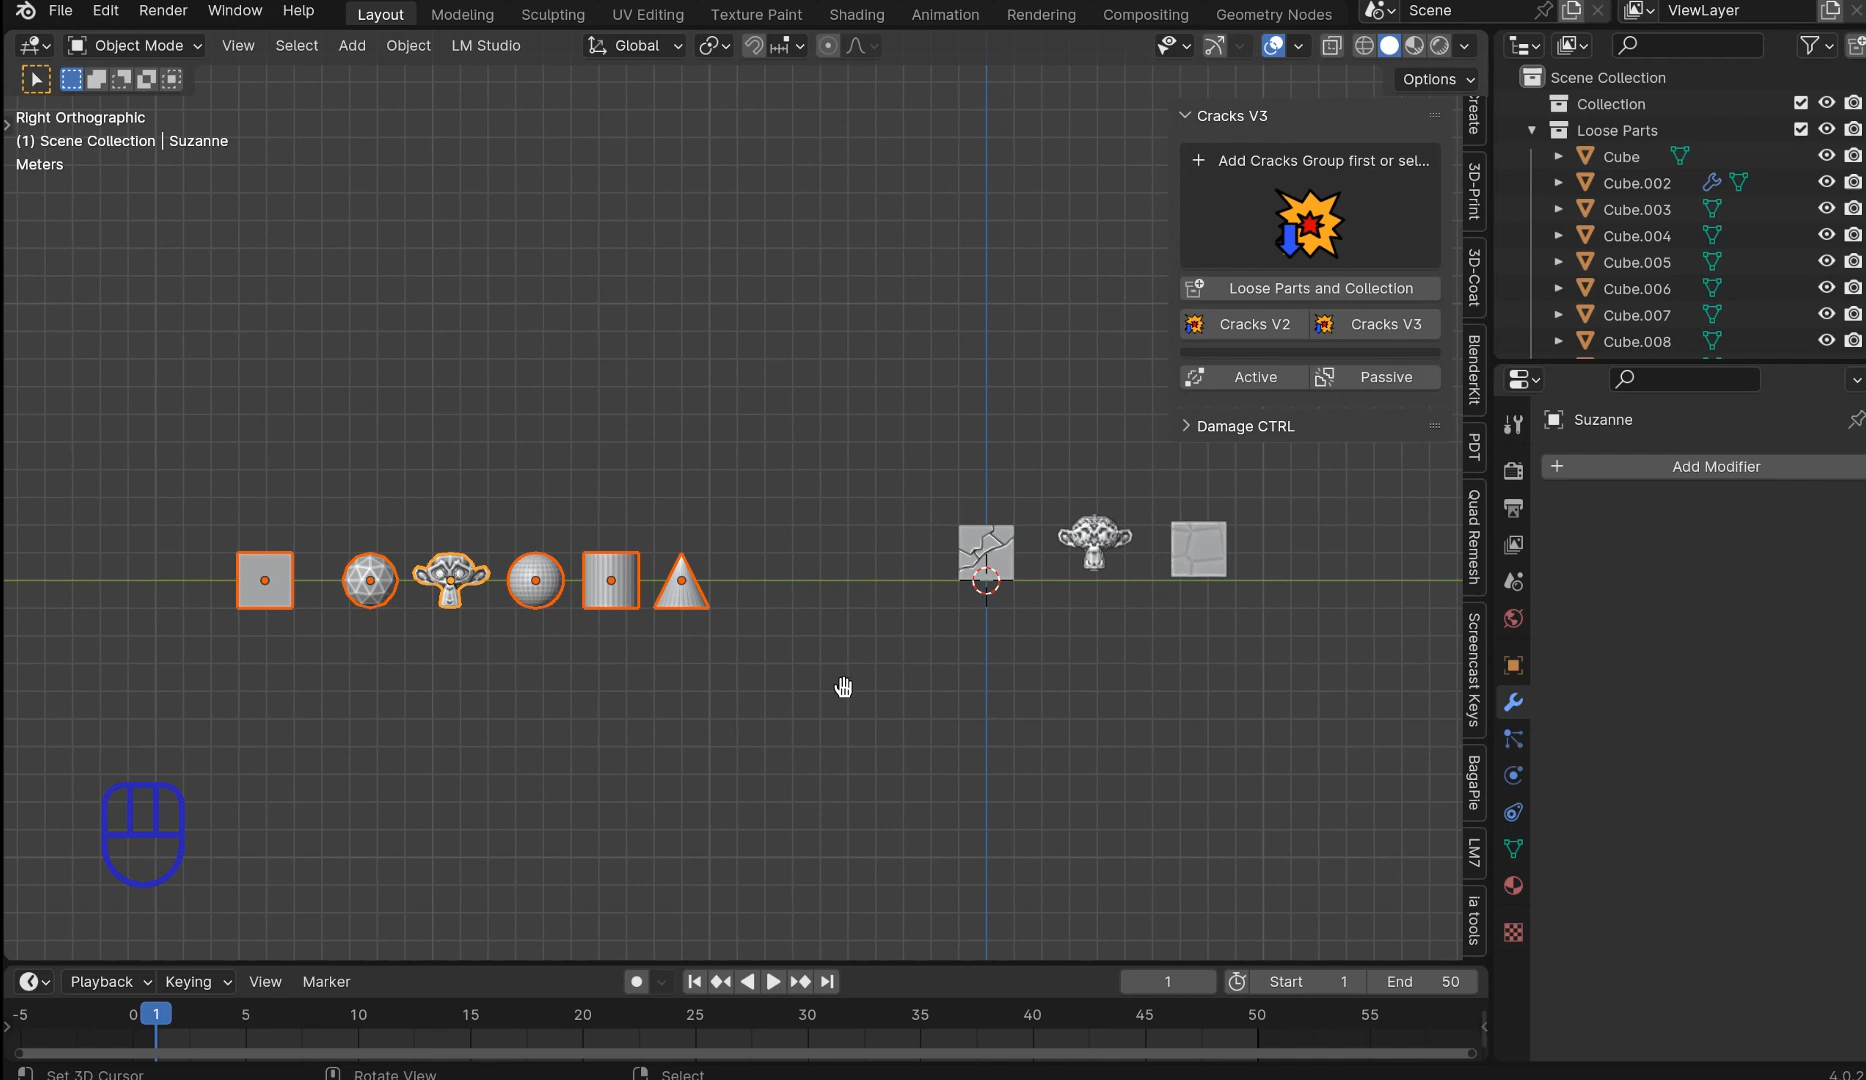 File Edit Render Window Help Layout Modeling Sculpting UV Editing Texture Paint Shading Animation Rendering Compositing Geometry Nodes Scene ViewLayer
Object Mode View Select Add Object LM Studio Global
Options
Right Orthographic
(1) Scene Collection | Suzanne
Meters
Cracks V3
Add Cracks Group first or sel...
Loose Parts and Collection
Cracks V2 Cracks V3
Active Passive
Damage CTRL
3D-Print
3D-Coat
BlenderKit
PDT
Quad Remesh
Screencast Keys
BagaPie
LM7
ia tools
Scene Collection
Collection
Loose Parts
Cube
Cube.002
Cube.003
Cube.004
Cube.005
Cube.006
Cube.007
Cube.008
Suzanne
Add Modifier
Playback Keying View Marker 1 Start 1 End 50
-5 0 1 5 10 15 20 25 30 35 40 45 50 55
Set 3D Cursor Rotate View Select 4.0.2